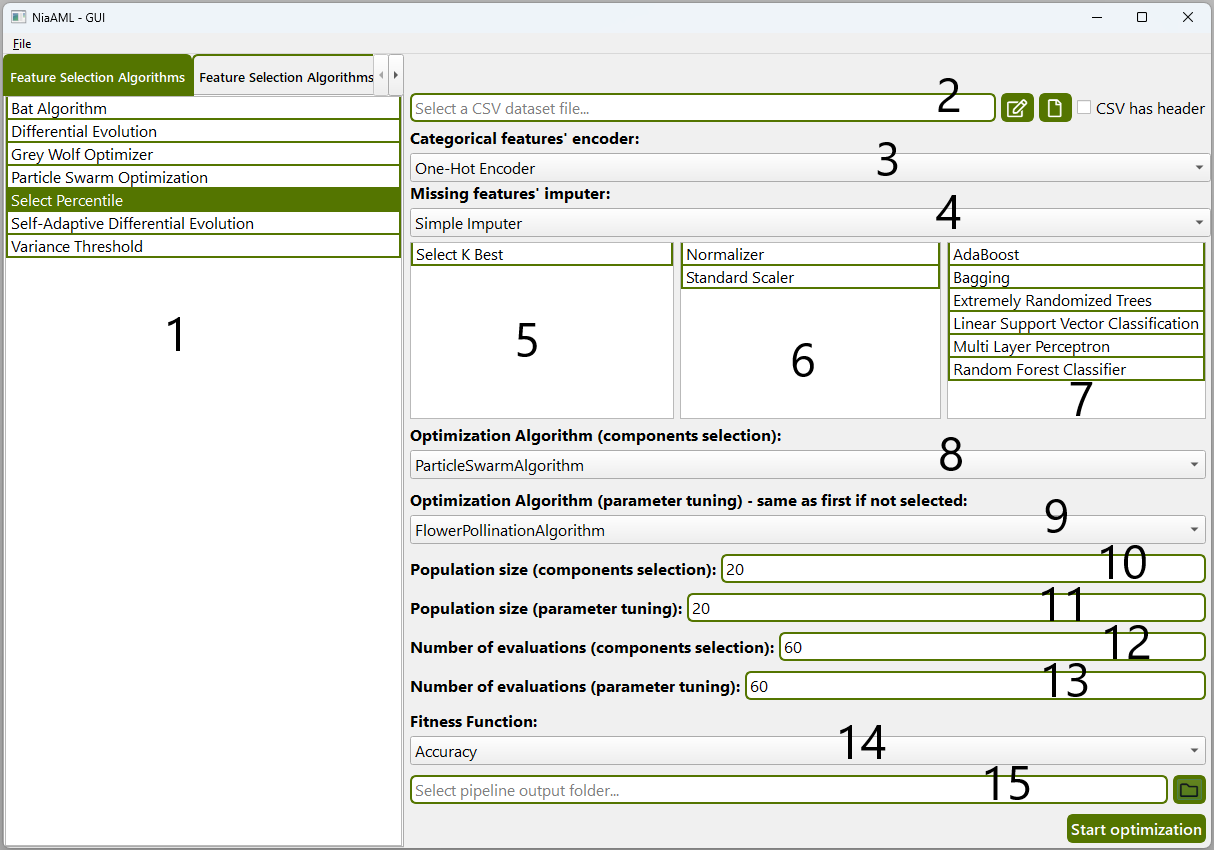 NiaAML - GUI
File
Feature Selection Algorithms
Feature Selection Algorithms
Bat Algorithm
Differential Evolution
Grey Wolf Optimizer
Particle Swarm Optimization
Select Percentile
Self-Adaptive Differential Evolution
Variance Threshold
1
Select a CSV dataset file...
2
CSV has header
Categorical features' encoder:
One-Hot Encoder
3
Missing features' imputer:
Simple Imputer
4
Select K Best
5
Normalizer
Standard Scaler
6
AdaBoost
Bagging
Extremely Randomized Trees
Linear Support Vector Classification
Multi Layer Perceptron
Random Forest Classifier
7
Optimization Algorithm (components selection):
ParticleSwarmAlgorithm
8
Optimization Algorithm (parameter tuning) - same as first if not selected:
FlowerPollinationAlgorithm
9
Population size (components selection): 20
10
Population size (parameter tuning): 20
11
Number of evaluations (components selection): 60
12
Number of evaluations (parameter tuning): 60
13
Fitness Function:
Accuracy
14
Select pipeline output folder...
15
Start optimization